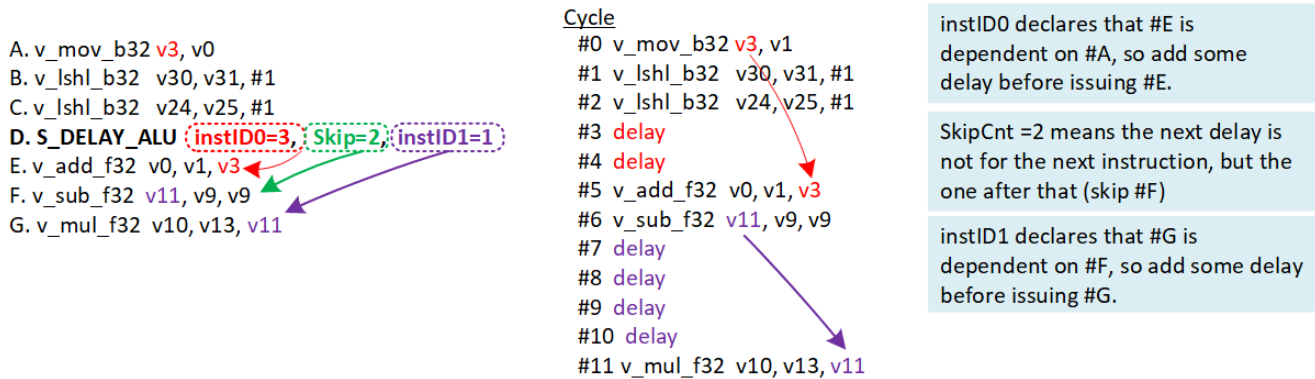 A. v_mov_b32 v3, v0
B. v_lshl_b32 v30, v31, #1
C. v_lshl_b32 v24, v25, #1
D. S_DELAY_ALU instID0=3, Skip=2, instID1=1
E. v_add_f32 v0, v1, v3
F. v_sub_f32 v11, v9, v9
G. v_mul_f32 v10, v13, v11
Cycle
#0 v_mov_b32 v3, v1
#1 v_lshl_b32 v30, v31, #1
#2 v_lshl_b32 v24, v25, #1
#3 delay
#4 delay
#5 v_add_f32 v0, v1, v3
#6 v_sub_f32 v11, v9, v9
#7 delay
#8 delay
#9 delay
#10 delay
#11 v_mul_f32 v10, v13, v11
instID0 declares that #E is
dependent on #A, so add some
delay before issuing #E.
SkipCnt =2 means the next delay is
not for the next instruction, but the
one after that (skip #F)
instID1 declares that #G is
dependent on #F, so add some delay
before issuing #G.